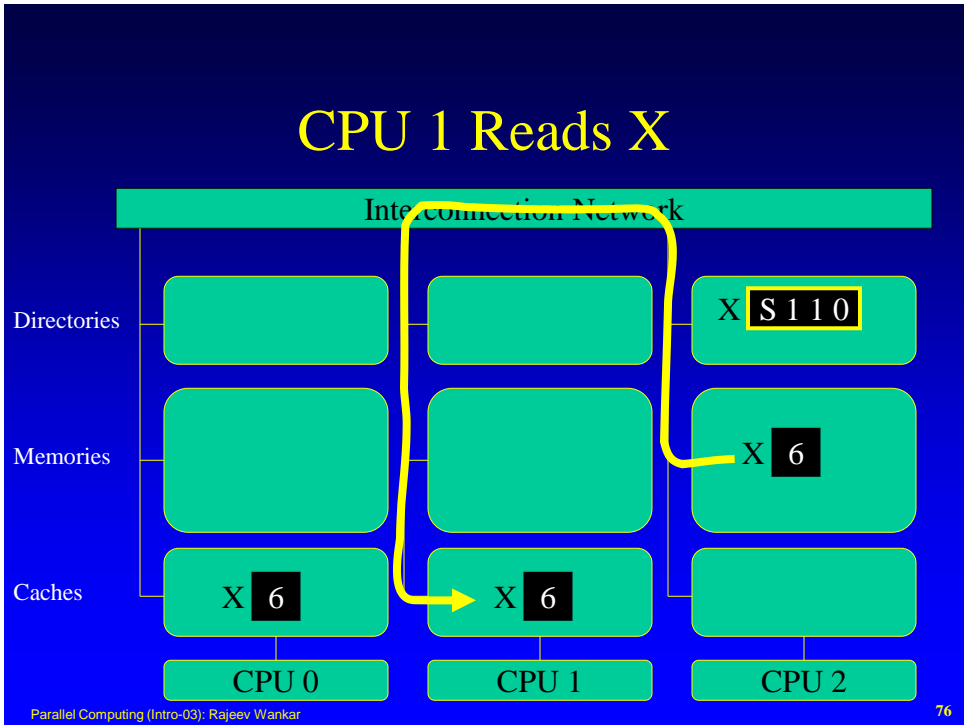 CPU 1 Reads X
Interconnection Network
Directories
X S 1 1 0
Memories
X 6
Caches
X 6
X 6
CPU 0
CPU 1
CPU 2
Parallel Computing (Intro-03): Rajeev Wankar
76